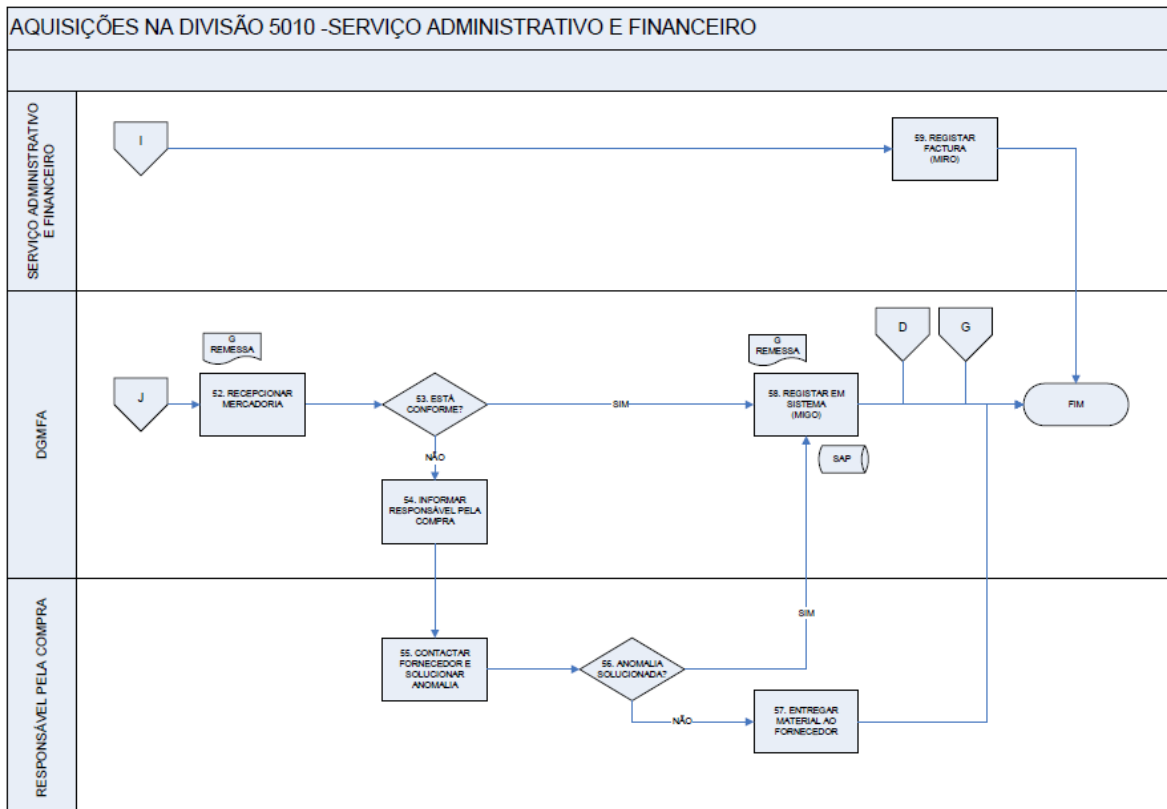 AQUISIÇÕES NA DIVISÃO 5010 -SERVIÇO ADMINISTRATIVO E FINANCEIRO
SERVIÇO ADMINISTRATIVO
E FINANCEIRO
I
59. REGISTAR
FACTURA
(MIRO)
DGMFA
J
G
REMESSA
52. RECEPCIONAR
MERCADORIA
53. ESTÁ
CONFORME?
SIM
NÃO
54. INFORMAR
RESPONSÁVEL PELA
COMPRA
G
REMESSA
58. REGISTAR EM
SISTEMA
(MIGO)
SAP
D
G
FIM
RESPONSÁVEL PELA COMPRA
55. CONTACTAR
FORNECEDOR E
SOLUCIONAR
ANOMALIA
56. ANOMALIA
SOLUCIONADA?
SIM
NÃO
57. ENTREGAR
MATERIAL AO
FORNECEDOR